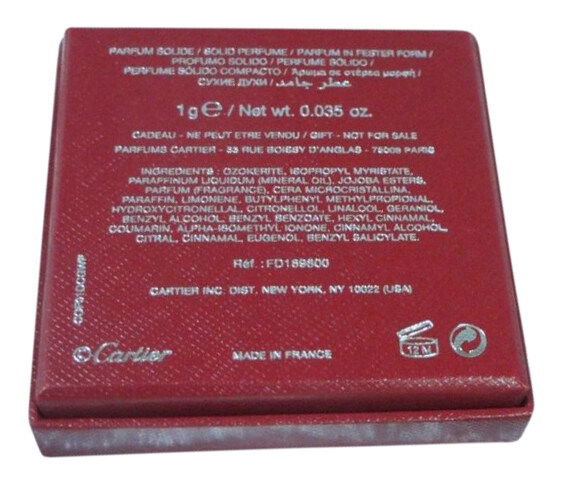 PARFUM SOLIDE / SOLID PERFUME / PARFUM IN FESTER FORM /
PROFUMO SOLIDO / PERFUME SÓLIDO /
PERFUME SÓLIDO COMPACTO / Άρωμα σε στέρεα μορφή /
СУХИЕ ДУХИ / عطر جامد
1 g ℮ / Net wt. 0.035 oz.
CADEAU - NE PEUT ETRE VENDU / GIFT - NOT FOR SALE
PARFUMS CARTIER - 33 RUE BOISSY D'ANGLAS - 75008 PARIS
INGREDIENTS : OZOKERITE, ISOPROPYL MYRISTATE,
PARAFFINUM LIQUIDUM (MINERAL OIL), JOJOBA ESTERS,
PARFUM (FRAGRANCE), CERA MICROCRISTALLINA,
PARAFFIN, LIMONENE, BUTYLPHENYL METHYLPROPIONAL,
HYDROXYCITRONELLAL, CITRONELLOL, LINALOOL, GERANIOL,
BENZYL ALCOHOL, BENZYL BENZOATE, HEXYL CINNAMAL,
COUMARIN, ALPHA-ISOMETHYL IONONE, CINNAMYL ALCOHOL,
CITRAL, CINNAMAL, EUGENOL, BENZYL SALICYLATE.
Réf. : FD189800
CARTIER INC. DIST. NEW YORK, NY 10022 (USA)
© Cartier
MADE IN FRANCE
12 M